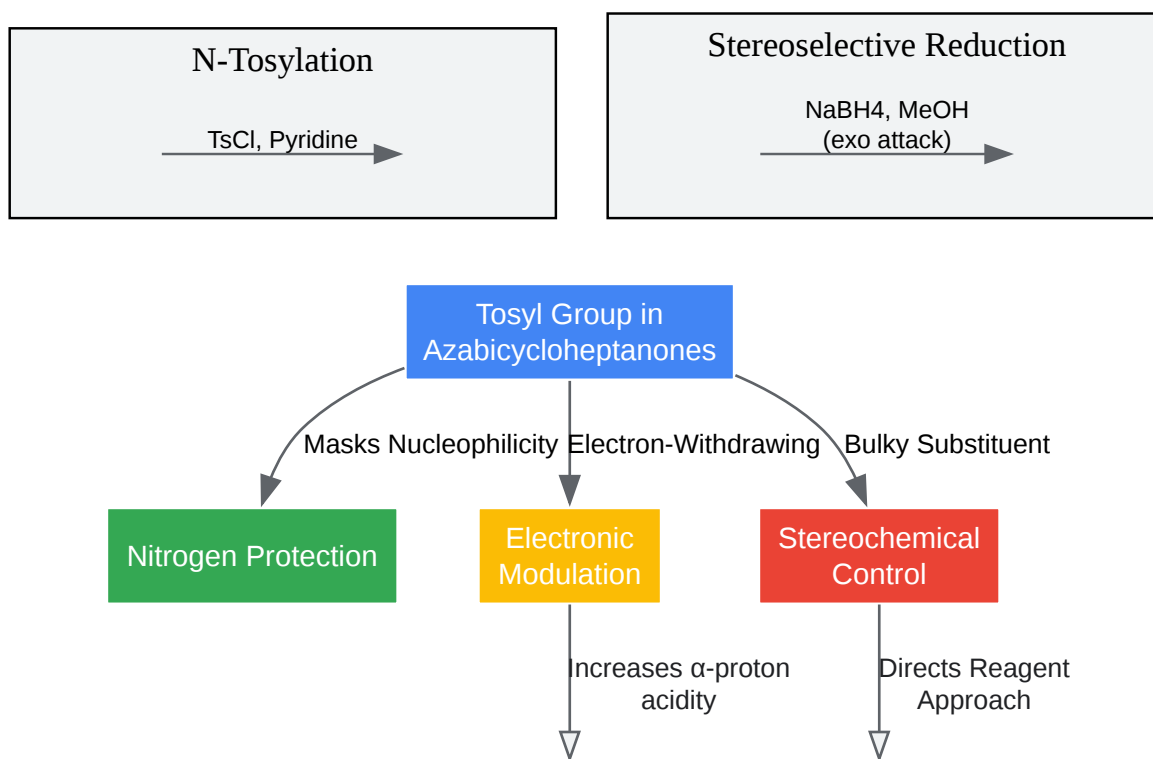 N-Tosylation
TsCl, Pyridine
Stereoselective Reduction
NaBH4, MeOH
(exo attack)
Tosyl Group in
Azabicycloheptanones
Masks Nucleophilicity
Electron-Withdrawing
Bulky Substituent
Nitrogen Protection
Electronic
Modulation
Stereochemical
Control
Increases α-proton
acidity
Directs Reagent
Approach